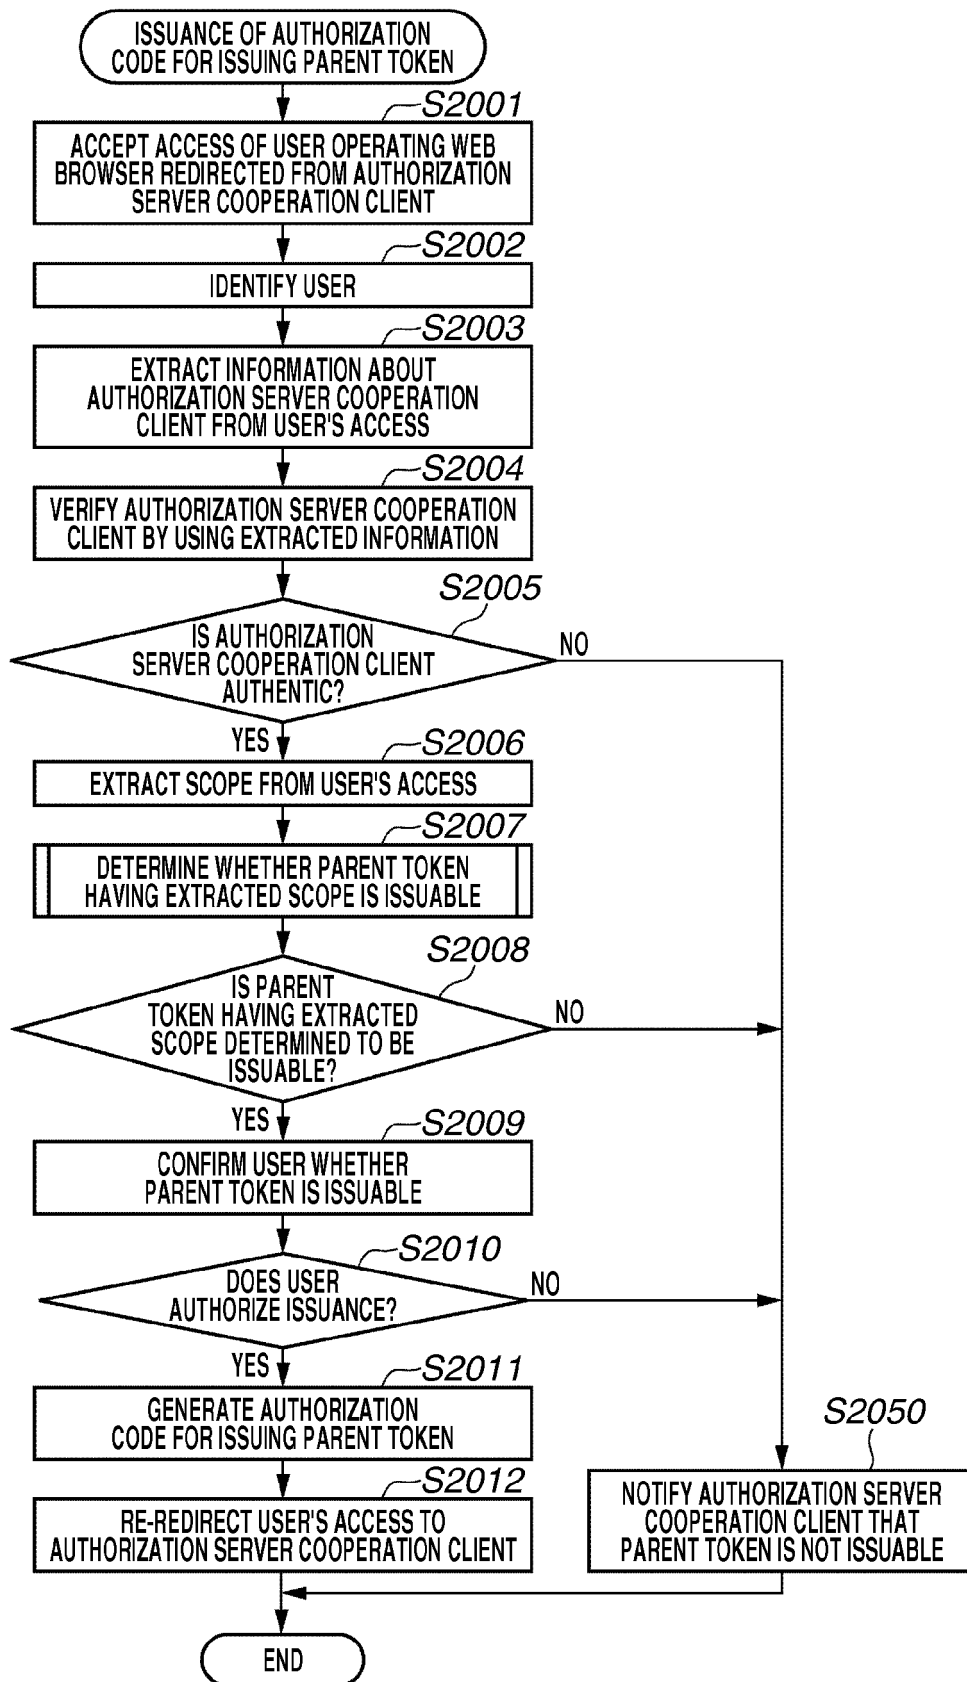 ISSUANCE OF AUTHORIZATION
CODE FOR ISSUING PARENT TOKEN
S2001
ACCEPT ACCESS OF USER OPERATING WEB
BROWSER REDIRECTED FROM AUTHORIZATION
SERVER COOPERATION CLIENT
S2002
IDENTIFY USER
S2003
EXTRACT INFORMATION ABOUT
AUTHORIZATION SERVER COOPERATION
CLIENT FROM USER'S ACCESS
S2004
VERIFY AUTHORIZATION SERVER COOPERATION
CLIENT BY USING EXTRACTED INFORMATION
S2005
IS AUTHORIZATION
SERVER COOPERATION CLIENT
AUTHENTIC?
NO
YES
S2006
EXTRACT SCOPE FROM USER'S ACCESS
S2007
DETERMINE WHETHER PARENT TOKEN
HAVING EXTRACTED SCOPE IS ISSUABLE
S2008
IS PARENT
TOKEN HAVING EXTRACTED
SCOPE DETERMINED TO BE
ISSUABLE?
NO
YES
S2009
CONFIRM USER WHETHER
PARENT TOKEN IS ISSUABLE
S2010
DOES USER
AUTHORIZE ISSUANCE?
NO
YES
S2011
GENERATE AUTHORIZATION
CODE FOR ISSUING PARENT TOKEN
S2012
RE-REDIRECT USER'S ACCESS TO
AUTHORIZATION SERVER COOPERATION CLIENT
S2050
NOTIFY AUTHORIZATION SERVER
COOPERATION CLIENT THAT
PARENT TOKEN IS NOT ISSUABLE
END